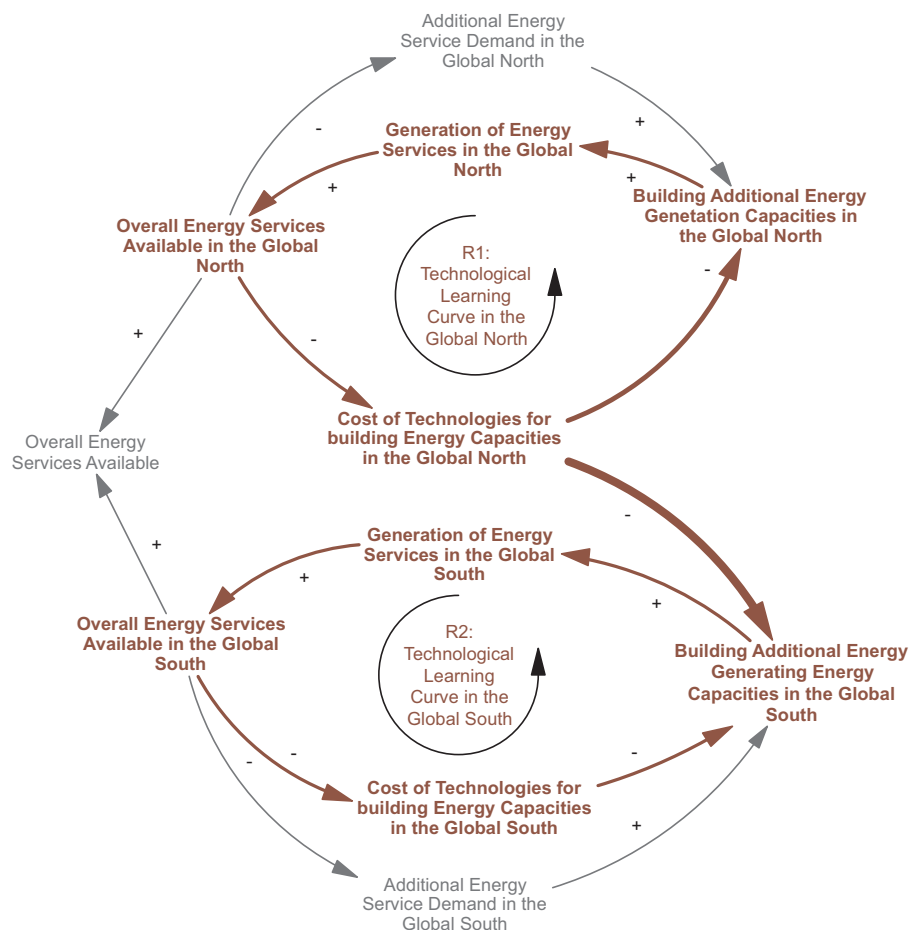 Additional Energy
Service Demand in the
Global North
-
+
Generation of Energy
Services in the Global
North
+
+
Building Additional Energy
Genetation Capacities in
the Global North
Overall Energy Services
Available in the Global
North
R1:
Technological
Learning
Curve in the
Global North
-
+
-
Cost of Technologies for
building Energy Capacities
in the Global North
Overall Energy
Services Available
-
Generation of Energy
Services in the Global
South
+
+
+
Overall Energy Services
Available in the Global
South
R2:
Technological
Learning
Curve in the
Global South
Building Additional Energy
Generating Energy
Capacities in the Global
South
-
-
-
Cost of Technologies for
building Energy Capacities
in the Global South
+
Additional Energy
Service Demand in the
Global South